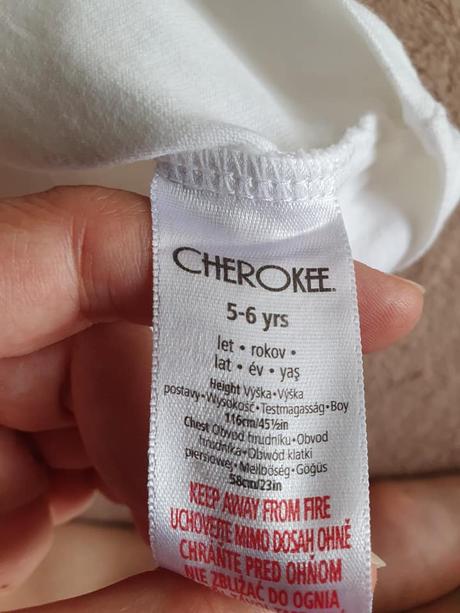 CHEROKEE
5-6 yrs
let • rokov •
lat • év • yaş
Height Výška•Výška
postavy•Wysokość•Testmagasság•Boy
116cm/45½in
Chest Obvod hrudníku•Obvod
hrudníka•Obwód klatki
piersiowej•Mellbőség•Göğüs
58cm/23in
KEEP AWAY FROM FIRE
UCHOVEJTE MIMO DOSAH OHNĚ
CHRÁNTE PRED OHŇOM
NIE ZBLIŻAĆ DO OGNIA